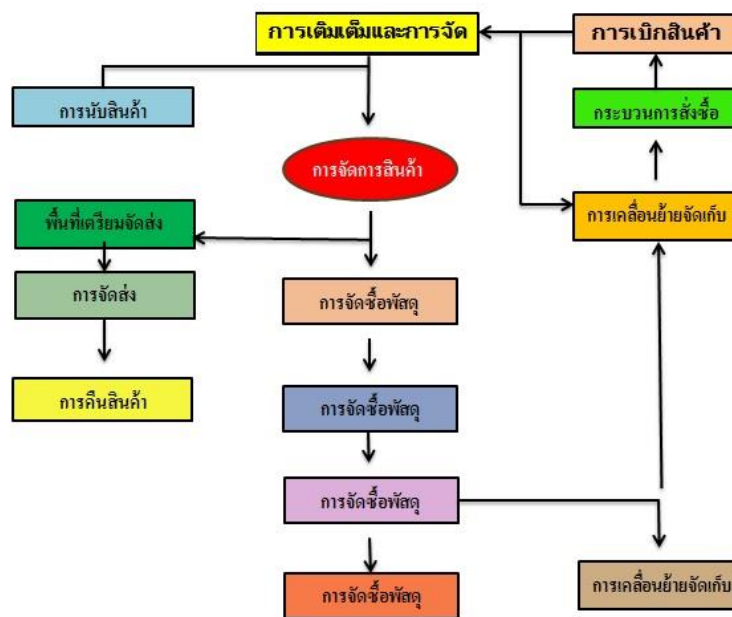 การเติมเต็มและการจัด
การเบิกสินค้า
การนับสินค้า
กระบวนการสั่งซื้อ
การจัดการสินค้า
พื้นที่เตรียมจัดส่ง
การเคลื่อนย้ายจัดเก็บ
การจัดส่ง
การจัดซื้อพัสดุ
การคืนสินค้า
การจัดซื้อพัสดุ
การจัดซื้อพัสดุ
การจัดซื้อพัสดุ
การเคลื่อนย้ายจัดเก็บ